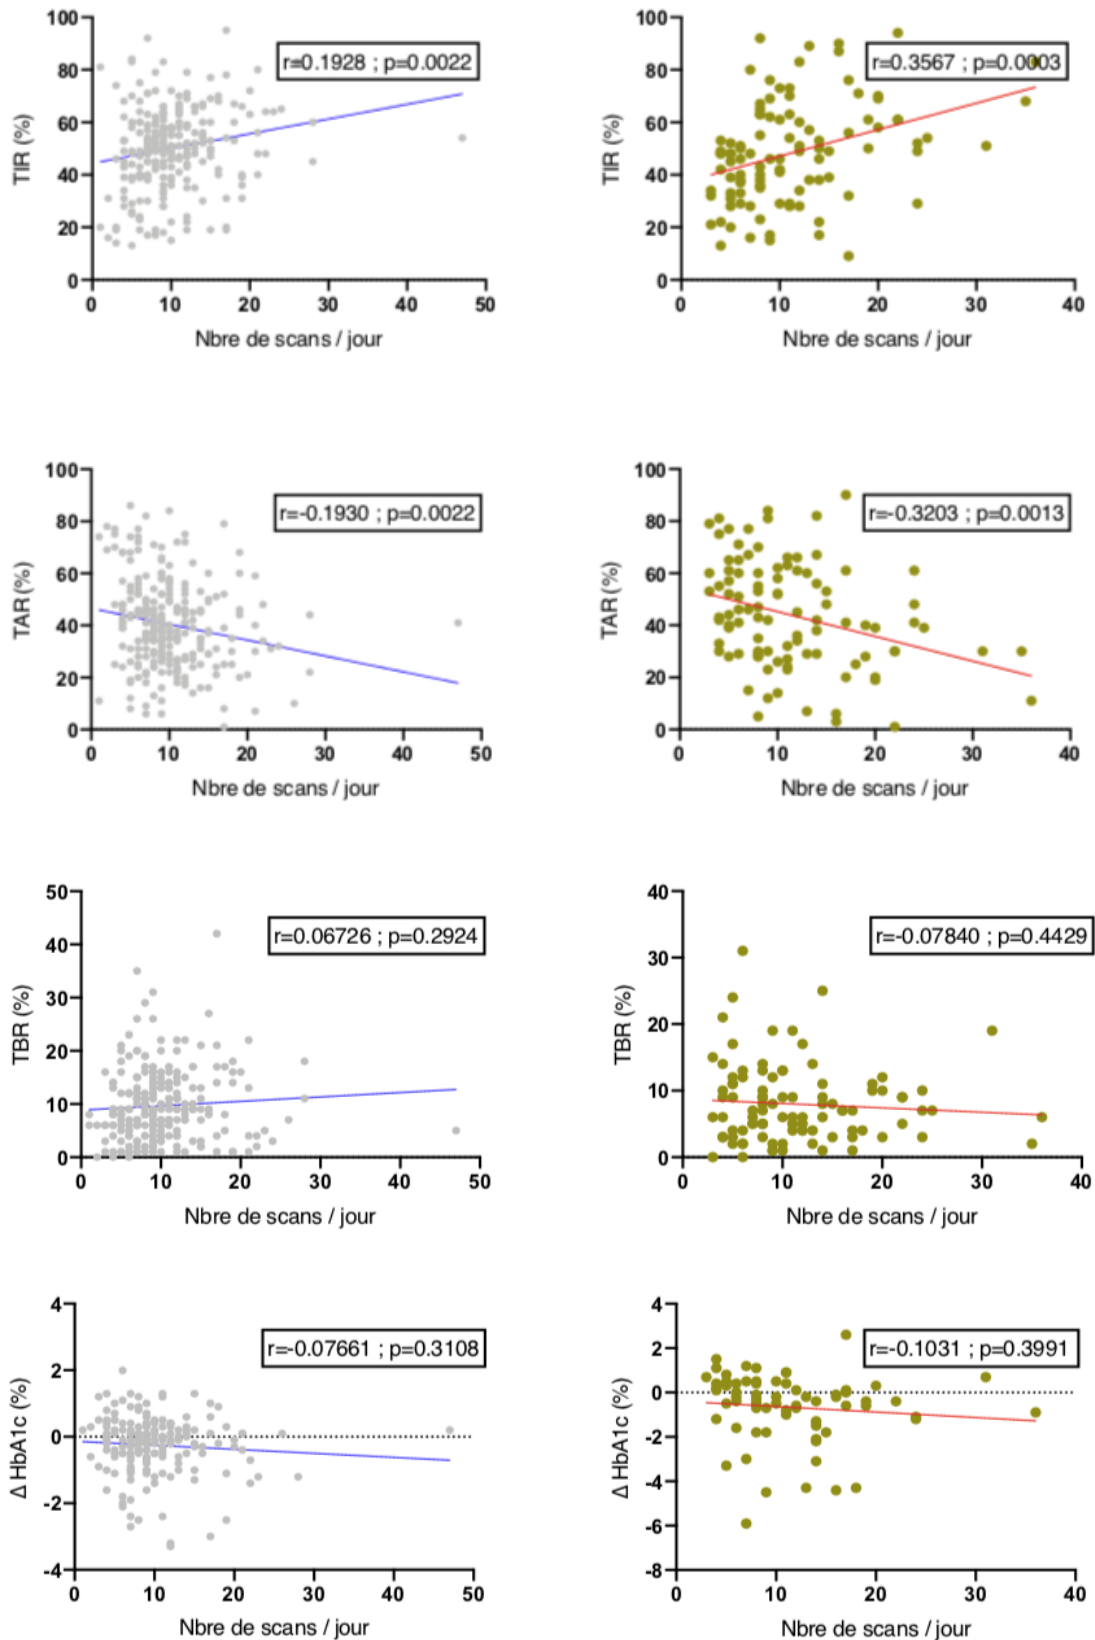 100
80
60
40
20
0
TIR (%)
r=0.1928 ; p=0.0022
0 10 20 30 40 50
Nbre de scans / jour
100
80
60
40
20
0
TIR (%)
r=0.3567 ; p=0.0003
0 10 20 30 40
Nbre de scans / jour
100
80
60
40
20
0
TAR (%)
r=-0.1930 ; p=0.0022
0 10 20 30 40 50
Nbre de scans / jour
100
80
60
40
20
0
TAR (%)
r=-0.3203 ; p=0.0013
0 10 20 30 40
Nbre de scans / jour
50
40
30
20
10
0
TBR (%)
r=0.06726 ; p=0.2924
0 10 20 30 40 50
Nbre de scans / jour
40
30
20
10
0
TBR (%)
r=-0.07840 ; p=0.4429
0 10 20 30 40
Nbre de scans / jour
4
2
0
-2
-4
Δ HbA1c (%)
r=-0.07661 ; p=0.3108
0 10 20 30 40 50
Nbre de scans / jour
4
2
0
-2
-4
-6
-8
Δ HbA1c (%)
r=-0.1031 ; p=0.3991
0 10 20 30 40
Nbre de scans / jour